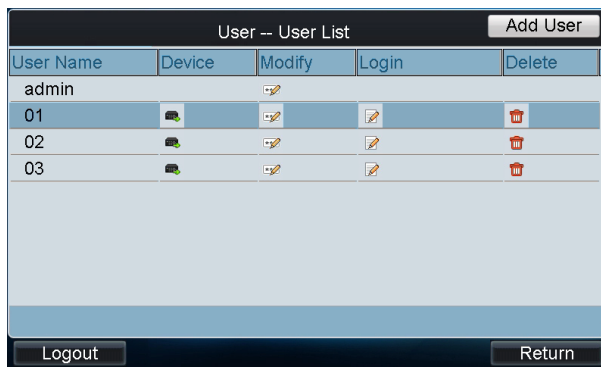 User -- User List
Add User
User Name Device Modify Login Delete
admin
01
02
03
Logout
Return